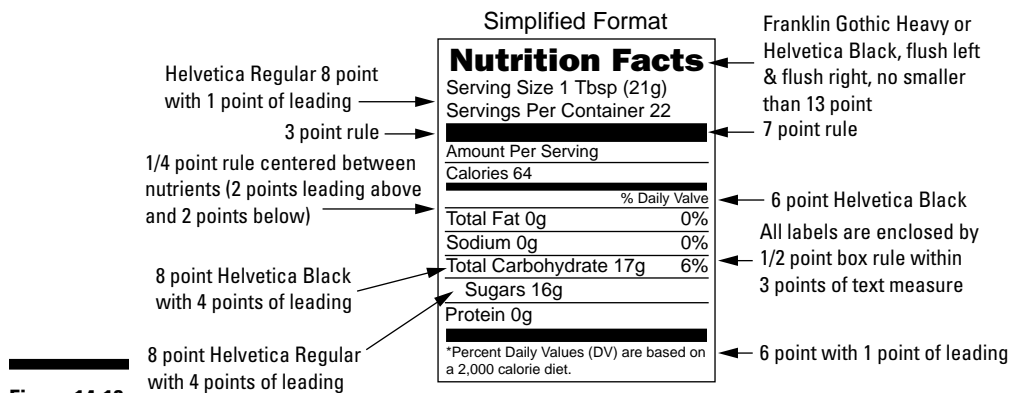 Simplified Format
Nutrition Facts
Serving Size 1 Tbsp (21g)
Servings Per Container 22
Amount Per Serving
Calories 64
% Daily Valve
Total Fat 0g 0%
Sodium 0g 0%
Total Carbohydrate 17g 6%
Sugars 16g
Protein 0g
*Percent Daily Values (DV) are based on
a 2,000 calorie diet.
Helvetica Regular 8 point
with 1 point of leading
3 point rule
1/4 point rule centered between
nutrients (2 points leading above
and 2 points below)
8 point Helvetica Black
with 4 points of leading
8 point Helvetica Regular
with 4 points of leading
Franklin Gothic Heavy or
Helvetica Black, flush left
& flush right, no smaller
than 13 point
7 point rule
6 point Helvetica Black
All labels are enclosed by
1/2 point box rule within
3 points of text measure
6 point with 1 point of leading